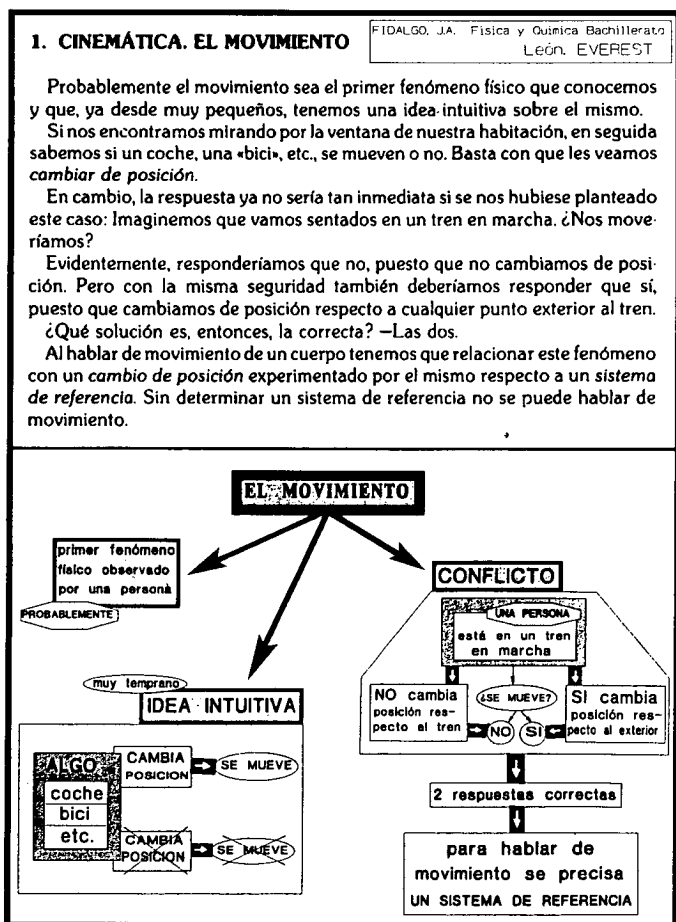 1. CINEMÁTICA. EL MOVIMIENTO
FIDALGO, J.A. Física y Química Bachillerato
León, EVEREST
Probablemente el movimiento sea el primer fenómeno físico que conocemos
y que, ya desde muy pequeños, tenemos una idea intuitiva sobre el mismo.
Si nos encontramos mirando por la ventana de nuestra habitación, en seguida
sabemos si un coche, una «bici», etc., se mueven o no. Basta con que les veamos
cambiar de posición.
En cambio, la respuesta ya no sería tan inmediata si se nos hubiese planteado
este caso: Imaginemos que vamos sentados en un tren en marcha. ¿Nos move-
ríamos?
Evidentemente, responderíamos que no, puesto que no cambiamos de posi-
ción. Pero con la misma seguridad también deberíamos responder que sí,
puesto que cambiamos de posición respecto a cualquier punto exterior al tren.
¿Qué solución es, entonces, la correcta? —Las dos.
Al hablar de movimiento de un cuerpo tenemos que relacionar este fenómeno
con un cambio de posición experimentado por el mismo respecto a un sistema
de referencia. Sin determinar un sistema de referencia no se puede hablar de
movimiento.
EL MOVIMIENTO
primer fenómeno
físico observado
por una persona
PROBABLEMENTE
muy temprano
IDEA INTUITIVA
ALGO
coche
bici
etc.
CAMBIA
POSICION
SE MUEVE
CAMBIA
POSICION
SE MUEVE
CONFLICTO
UNA PERSONA
está en un tren
en marcha
NO cambia
posición res-
pecto al tren
¿SE MUEVE?
NO
SI
SI cambia
posición res-
pecto al exterior
2 respuestas correctas
para hablar de
movimiento se precisa
UN SISTEMA DE REFERENCIA